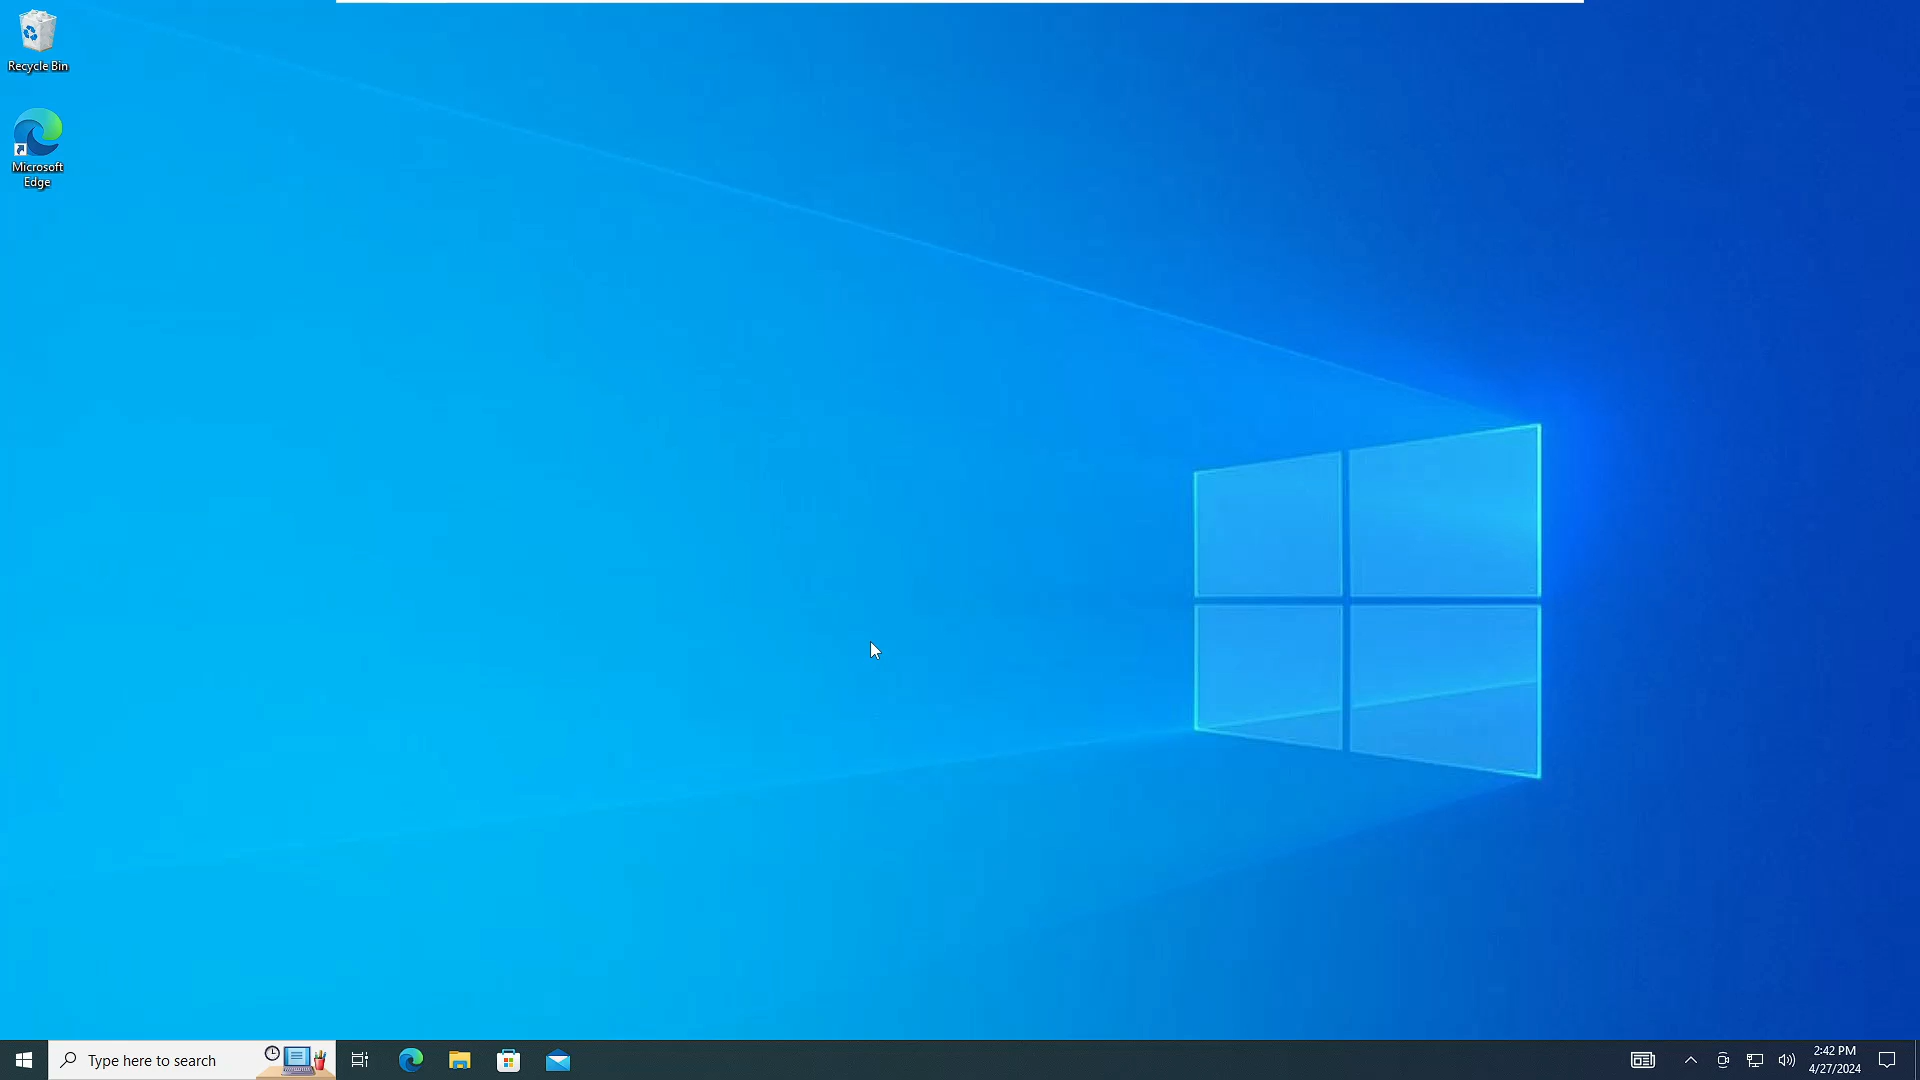 Recycle Bin
Microsoft
Edge
Type here to search
2:42 PM
4/27/2024